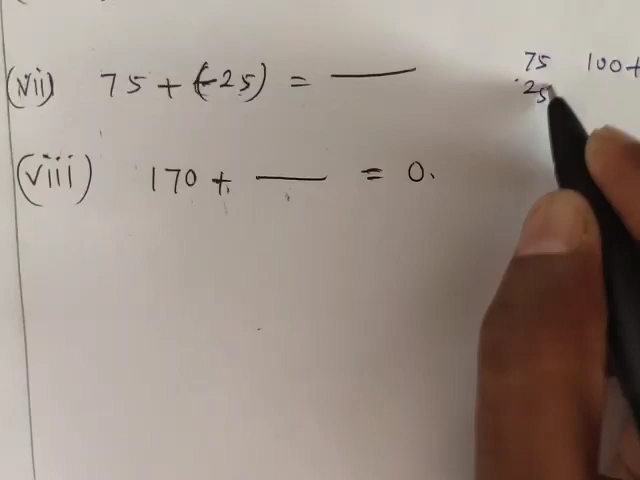 (vii) 75 + (-25) = ____
75 100+
25
(viii) 170 + ____ = 0.